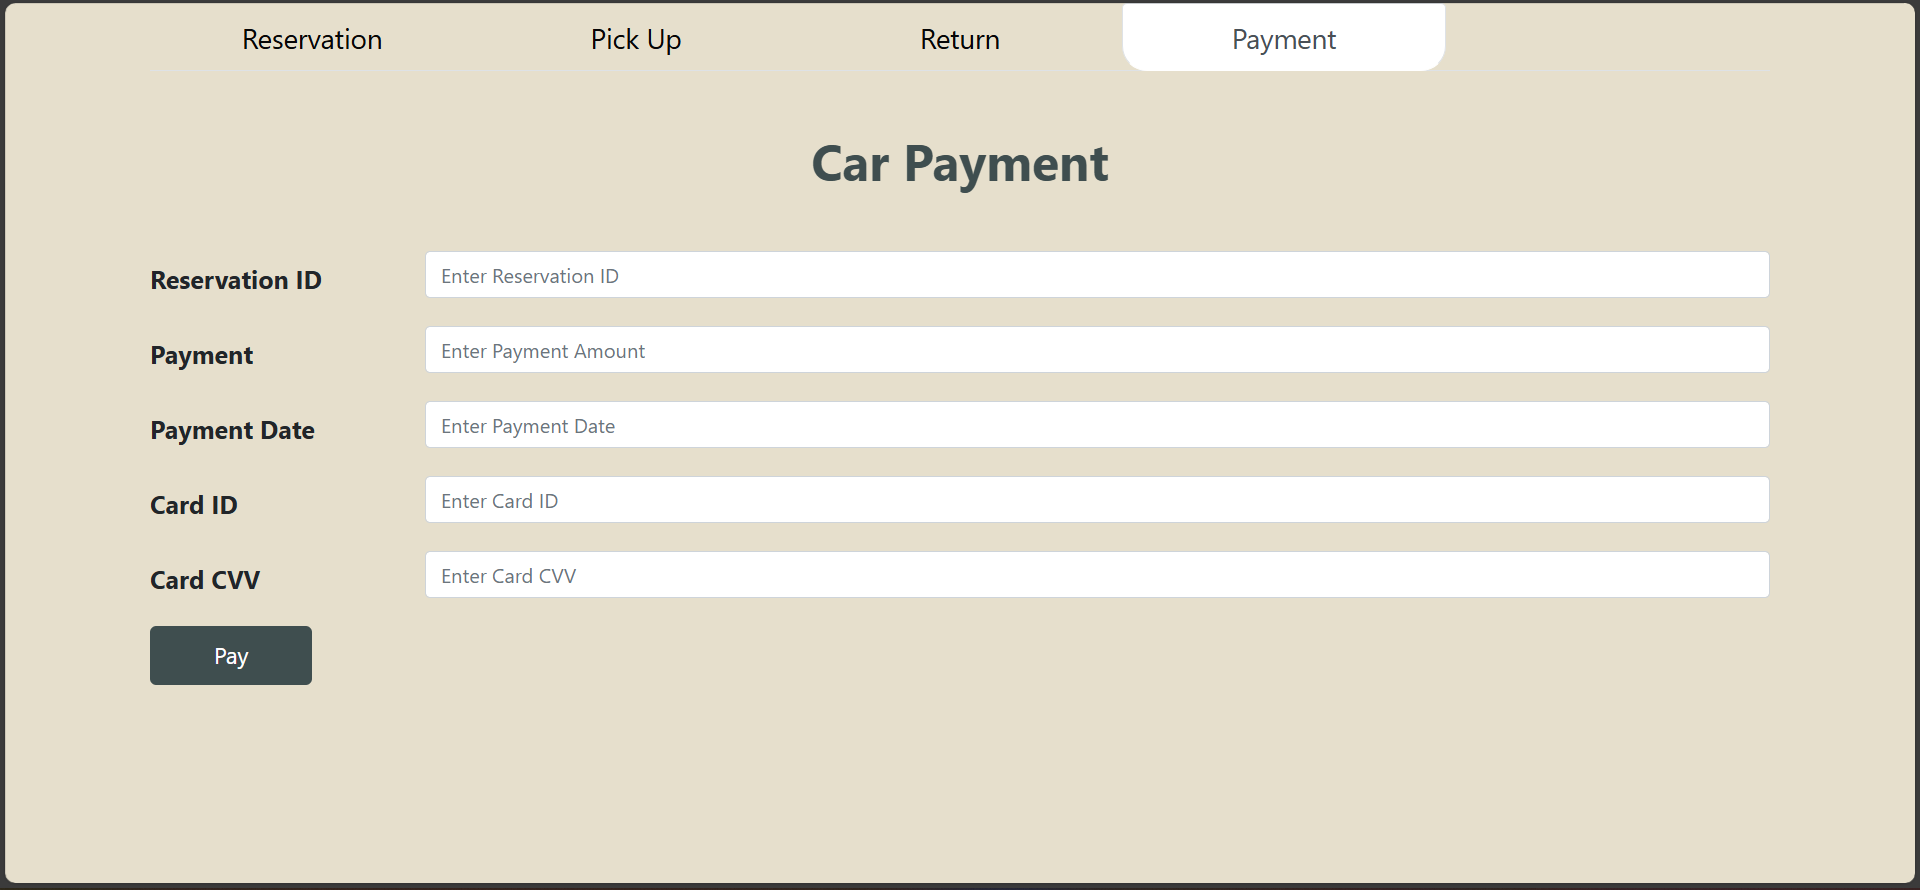 Reservation Pick Up Return Payment
Car Payment
Reservation ID Enter Reservation ID
Payment Enter Payment Amount
Payment Date Enter Payment Date
Card ID Enter Card ID
Card CVV Enter Card CVV
Pay